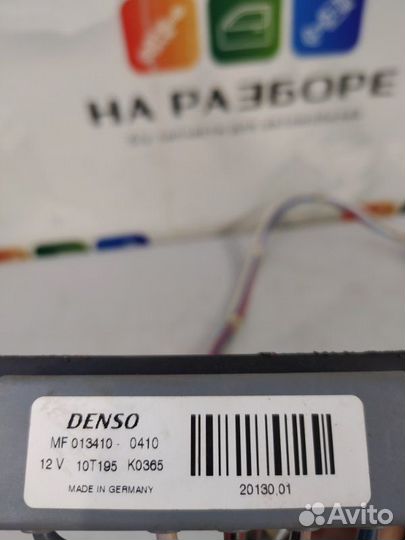 НА РАЗБОРЕ
DENSO
MF 013410 - 0410
12 V 10T195 K0365
MADE IN GERMANY
20130.01
Avito